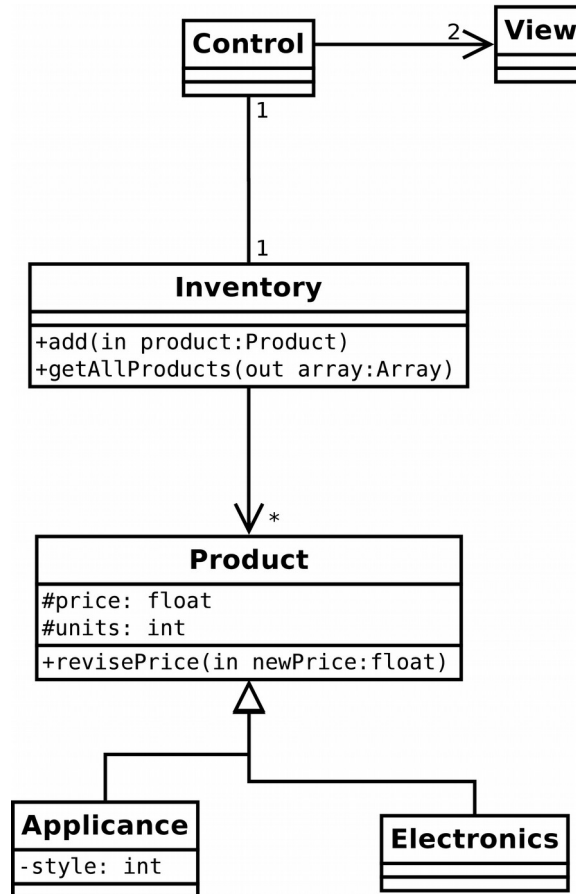 Control
2
View
1
1
Inventory
+add(in product:Product)
+getAllProducts(out array:Array)
*
Product
#price: float
#units: int
+revisePrice(in newPrice:float)
Applicance
-style: int
Electronics